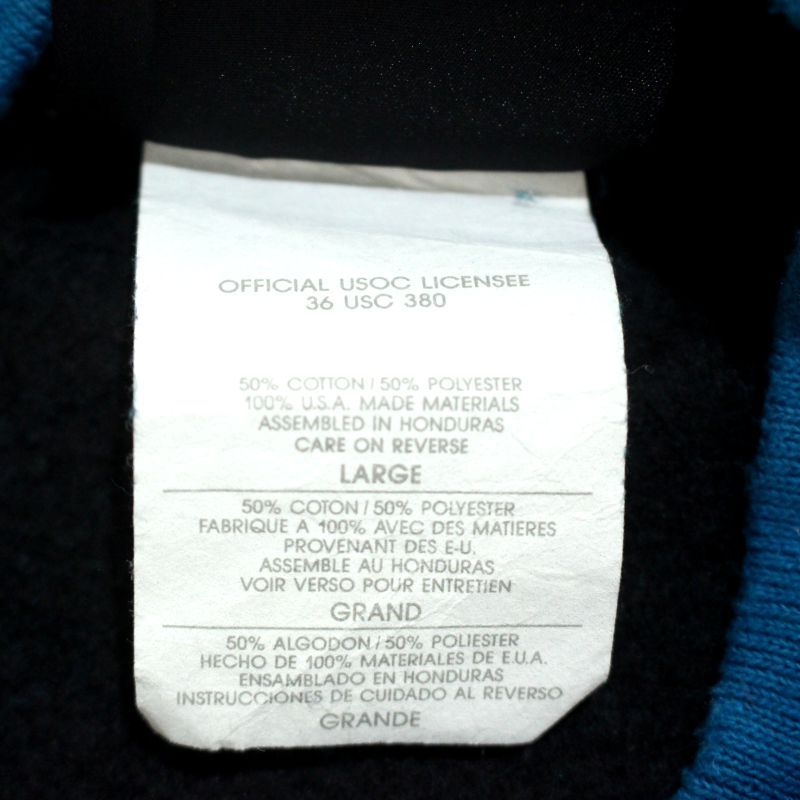 OFFICIAL USOC LICENSEE
36 USC 380
50% COTTON / 50% POLYESTER
100% U.S.A. MADE MATERIALS
ASSEMBLED IN HONDURAS
CARE ON REVERSE
LARGE
50% COTON / 50% POLYESTER
FABRIQUE A 100% AVEC DES MATIERES
PROVENANT DES E-U.
ASSEMBLE AU HONDURAS
VOIR VERSO POUR ENTRETIEN
GRAND
50% ALGODON / 50% POLIESTER
HECHO DE 100% MATERIALES DE E.U.A.
ENSAMBLADO EN HONDURAS
INSTRUCCIONES DE CUIDADO AL REVERSO
GRANDE